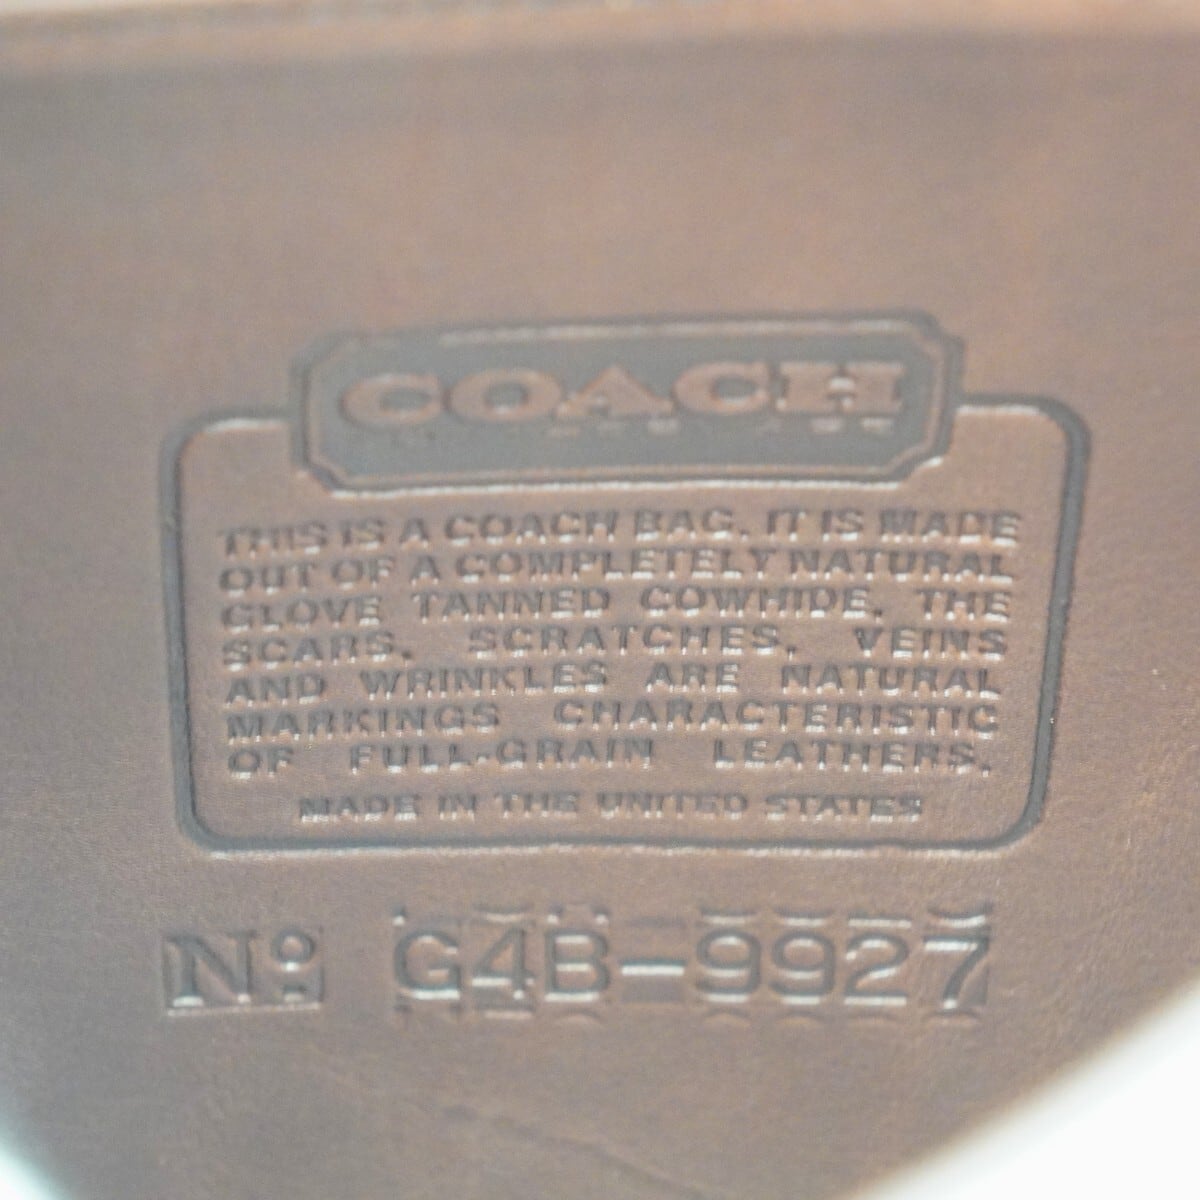 COACH
THIS IS A COACH BAG. IT IS MADE
OUT OF A COMPLETELY NATURAL
GLOVE TANNED COWHIDE. THE
SCARS, SCRATCHES, VEINS
AND WRINKLES ARE NATURAL
MARKINGS CHARACTERISTIC
OF FULL-GRAIN LEATHERS.
MADE IN THE UNITED STATES
Nº G4B-9927